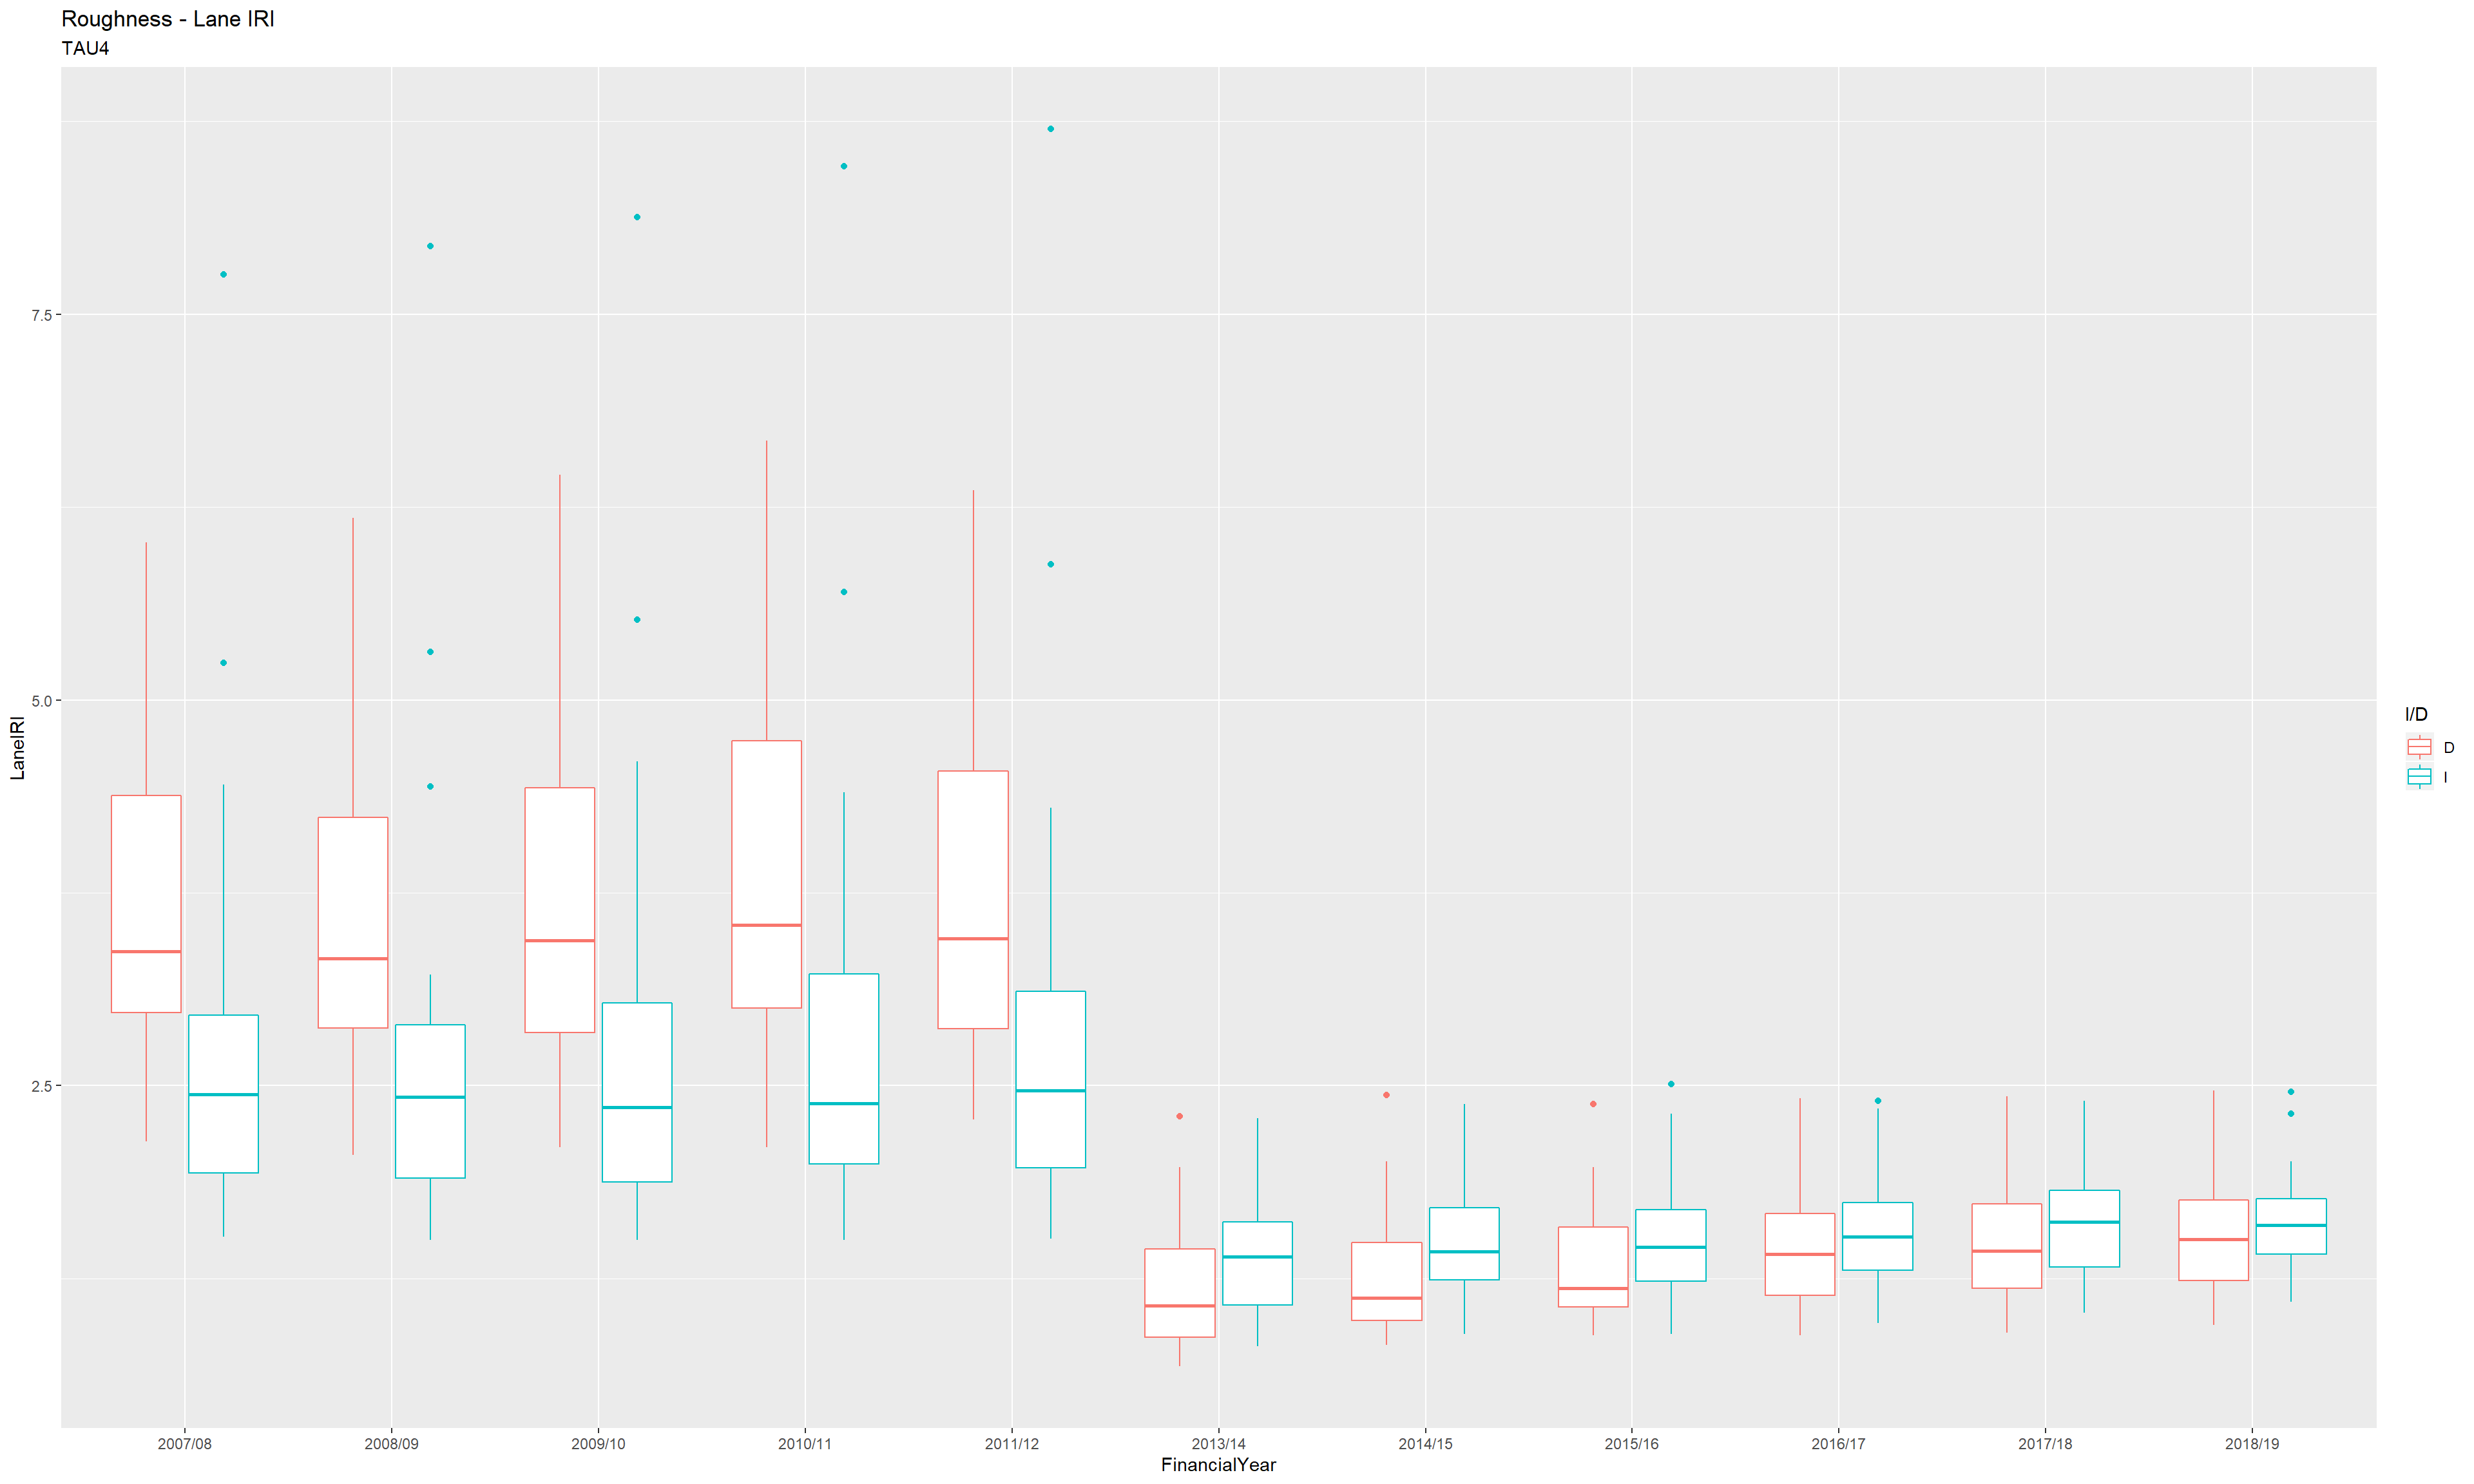 Roughness - Lane IRI
TAU4
7.5
5.0
2.5
LaneIRI
2007/08
2008/09
2009/10
2010/11
2011/12
2013/14
2014/15
2015/16
2016/17
2017/18
2018/19
FinancialYear
I/D
D
I